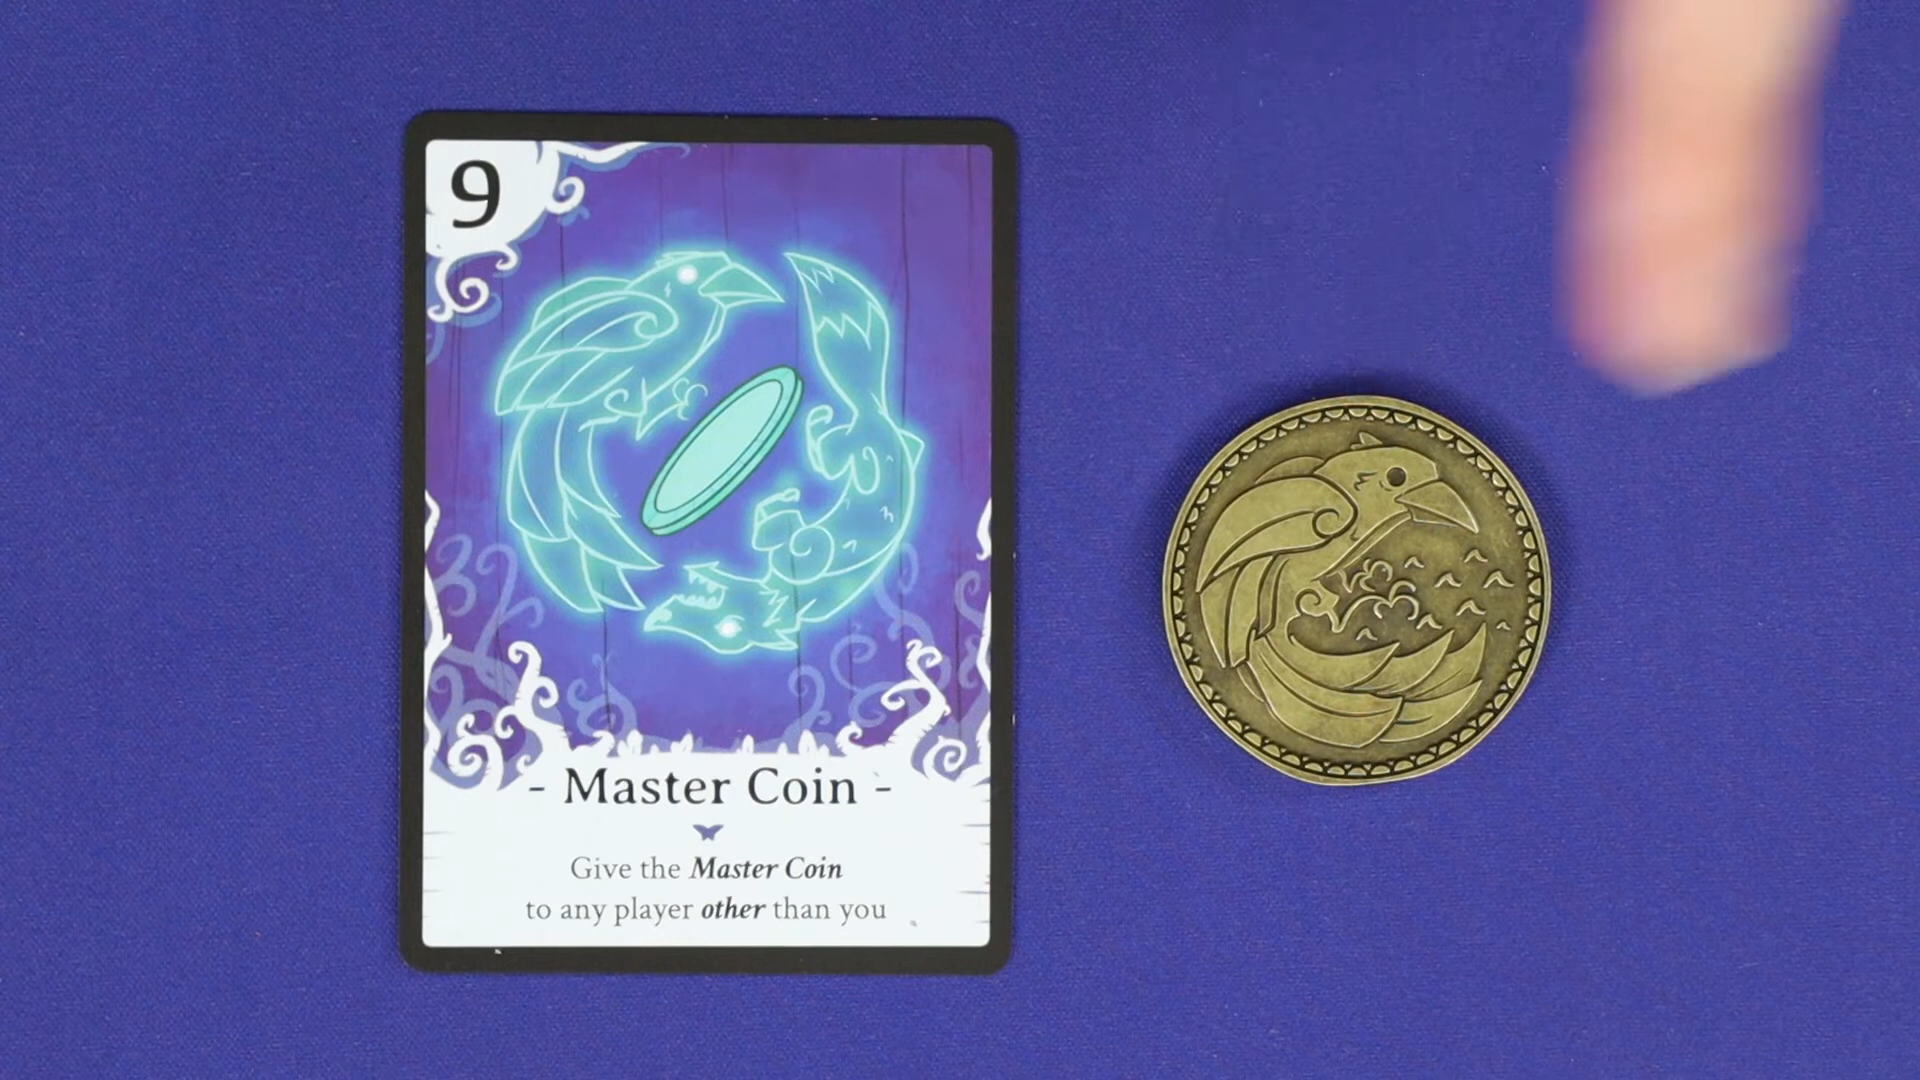 9
- Master Coin -
Give the Master Coin
to any player other than you